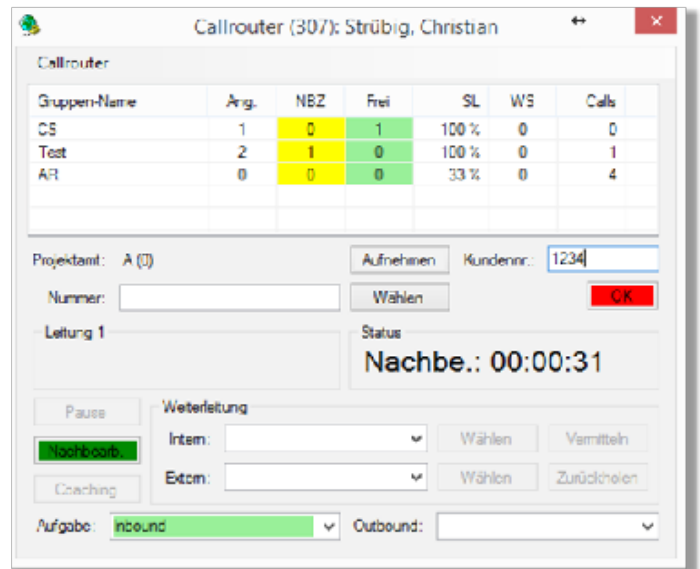 Callrouter (307): Strübig, Christian
Callrouter
Gruppen-Name Ang. NBZ Frei SL WS Calls
CS 1 0 1 100 % 0 0
Test 2 1 0 100 % 0 1
AR 0 0 0 33 % 0 4
Projektamt: A (0) Aufnehmen Kundennr.: 1234
Nummer: Wählen OK
Leitung 1 Status
Nachbe.: 00:00:31
Pause Weiterleitung
Intern: Wählen Vermitteln
Nachbearb.
Extern: Wählen Zurückholen
Coaching
Aufgabe: Inbound Outbound: